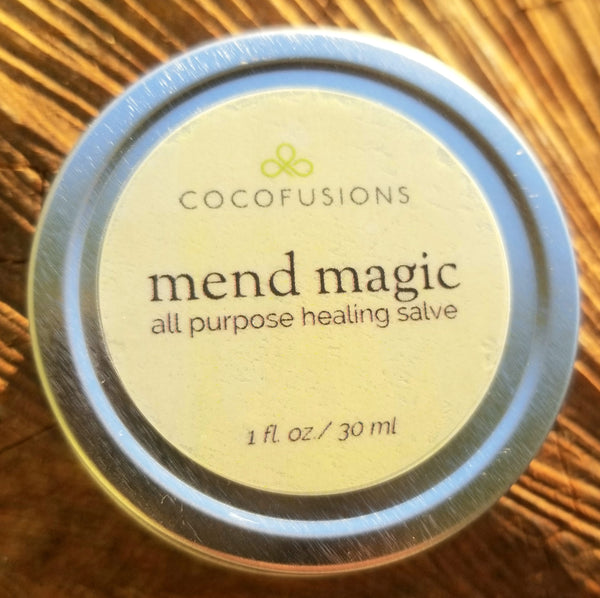 COCOFUSIONS
mend magic
all purpose healing salve
1 fl. oz./ 30 ml